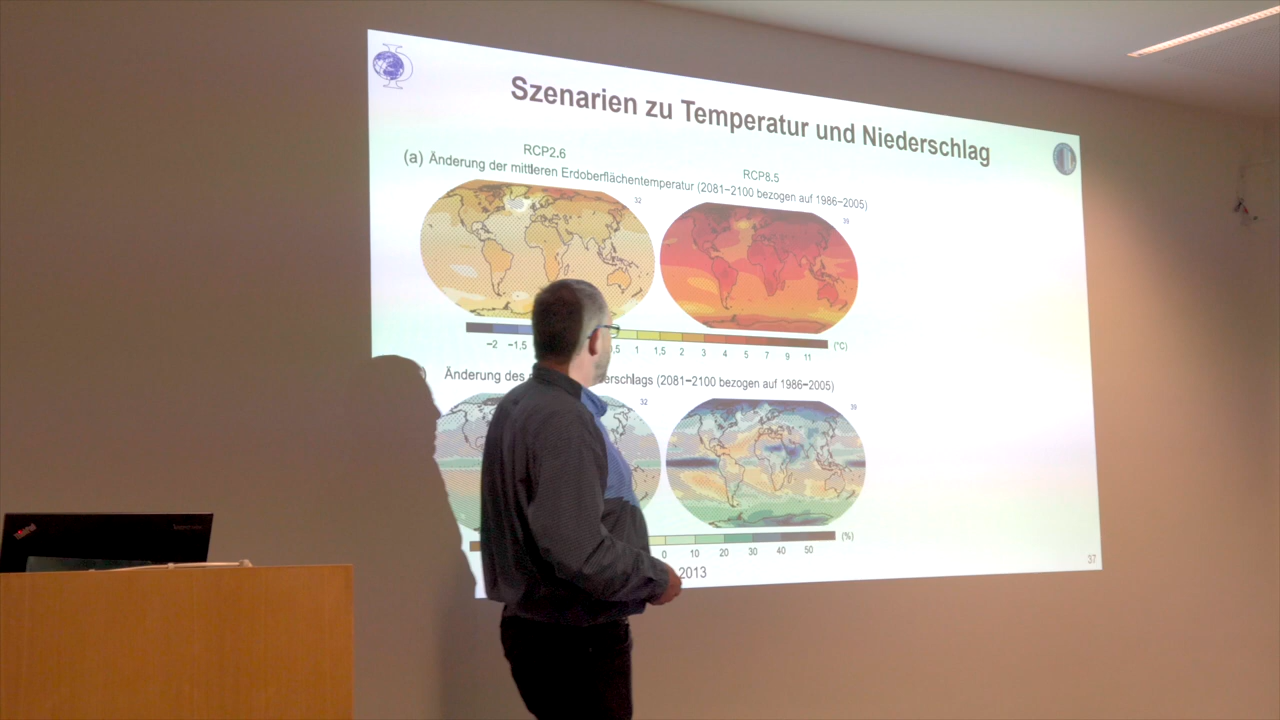 Szenarien zu Temperatur und Niederschlag
RCP2.6
RCP8.5
(a) Änderung der mittleren Erdoberflächentemperatur (2081−2100 bezogen auf 1986−2005)
32
39
−2 −1,5 ,5 1 1,5 2 3 4 5 7 9 11 (°C)
) Änderung des erschlags (2081−2100 bezogen auf 1986−2005)
32
39
0 10 20 30 40 50 (%)
2013
37